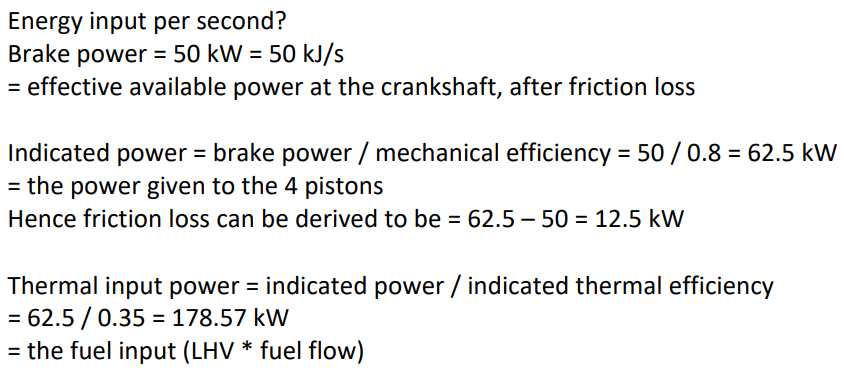 Energy input per second?
Brake power = 50 kW = 50 kJ/s
= effective available power at the crankshaft, after friction loss
Indicated power = brake power / mechanical efficiency = 50 / 0.8 = 62.5 kW
= the power given to the 4 pistons
Hence friction loss can be derived to be = 62.5 – 50 = 12.5 kW
Thermal input power = indicated power / indicated thermal efficiency
= 62.5 / 0.35 = 178.57 kW
= the fuel input (LHV * fuel flow)